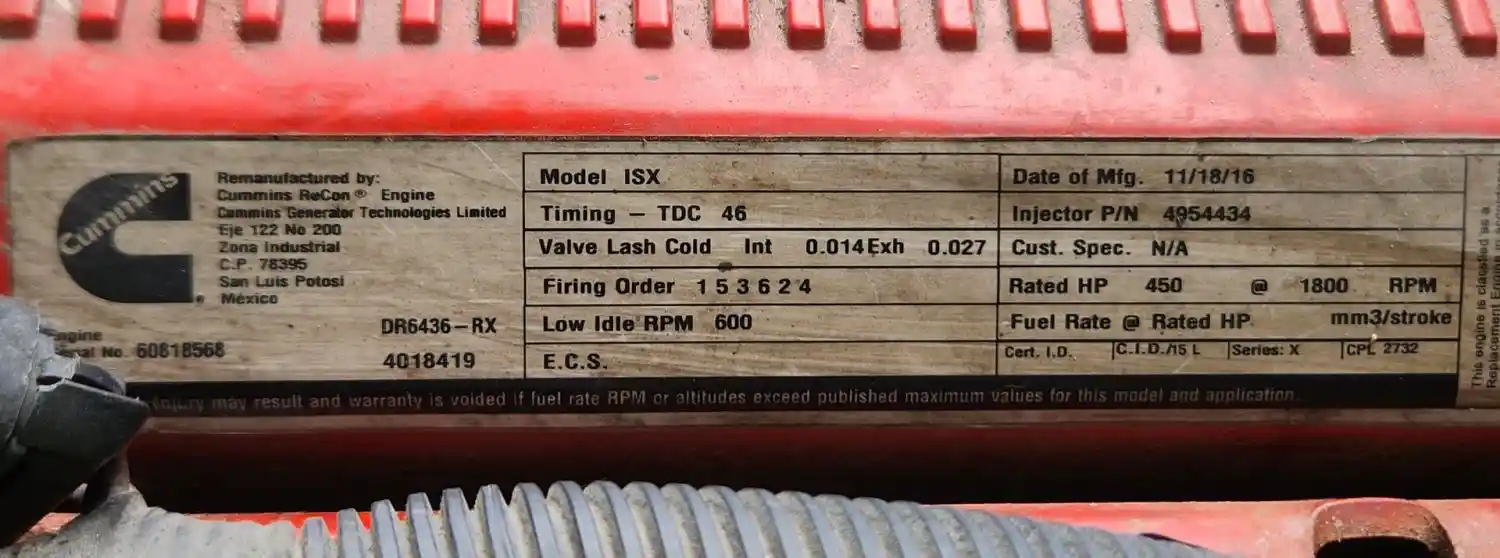 Cummins
Remanufactured by:
Cummins ReCon® Engine
Cummins Generator Technologies Limited
Eje 122 No 200
Zona Industrial
C.P. 78395
San Luis Potosi
México
Engine
Serial No. 60818568
DR6436-RX
4018419
Model ISX
Timing - TDC 46
Valve Lash Cold Int 0.014 Exh 0.027
Firing Order 1 5 3 6 2 4
Low Idle RPM 600
E.C.S.
Date of Mfg. 11/18/16
Injector P/N 4954434
Cust. Spec. N/A
Rated HP 450 @ 1800 RPM
Fuel Rate @ Rated HP mm3/stroke
Cert. I.D. C.I.D./15 L Series: X CPL 2732
Injury may result and warranty is voided if fuel rate RPM or altitudes exceed published maximum values for this model and application.
This engine is classified as a
Replacement Engine